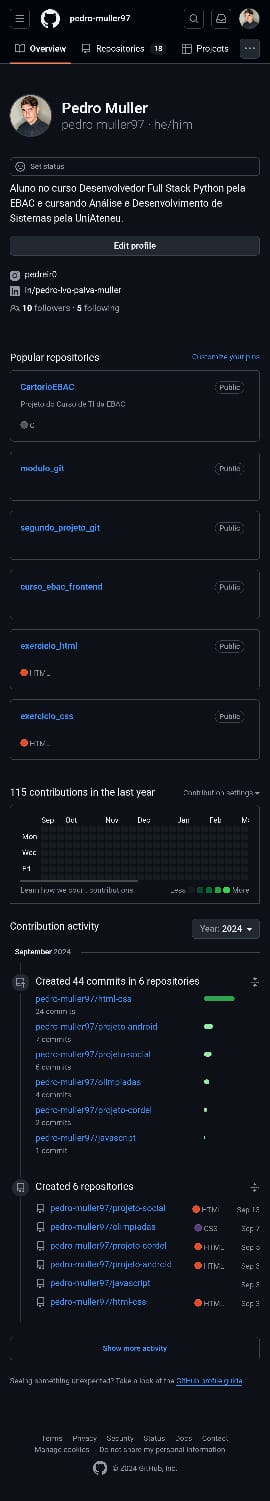 pedro-muller97
Overview
Repositories 18
Projects
Pedro Muller
pedro-muller97 · he/him
Set status
Aluno no curso Desenvolvedor Full Stack Python pela
EBAC e cursando Análise e Desenvolvimento de
Sistemas pela UniAteneu.
Edit profile
pedreir0
in/pedro-ivo-paiva-muller
10 followers · 5 following
Popular repositories
Customize your pins
CartorioEBAC Public
Projeto do Curso de TI da EBAC
C
modulo_git Public
segundo_projeto_git Public
curso_ebac_frontend Public
exercicio_html Public
HTML
exercicio_css Public
HTML
115 contributions in the last year
Contribution settings
Sep Oct Nov Dec Jan Feb
Mon
Wed
Fri
Learn how we count contributions
Less More
Contribution activity
Year: 2024
September 2024
Created 44 commits in 6 repositories
pedro-muller97/html-css
24 commits
pedro-muller97/projeto-android
7 commits
pedro-muller97/projeto-social
6 commits
pedro-muller97/olimpiadas
4 commits
pedro-muller97/projeto-cordel
2 commits
pedro-muller97/javascript
1 commit
Created 6 repositories
pedro-muller97/projeto-social HTML Sep 13
pedro-muller97/olimpiadas CSS Sep 7
pedro-muller97/projeto-cordel HTML Sep 5
pedro-muller97/projeto-android HTML Sep 3
pedro-muller97/javascript Sep 3
pedro-muller97/html-css HTML Sep 3
Show more activity
Seeing something unexpected? Take a look at the GitHub profile guide.
Terms Privacy Security Status Docs Contact
Manage cookies Do not share my personal information
© 2024 GitHub, Inc.